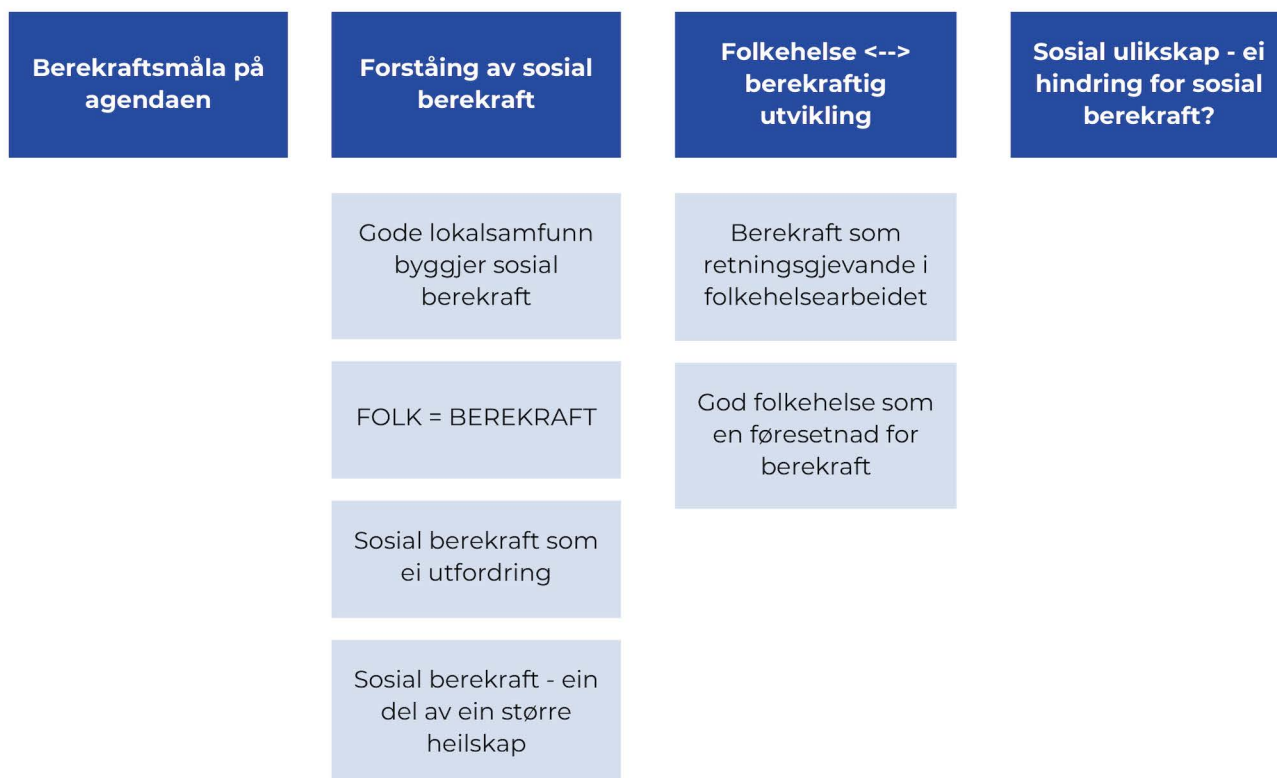 Berekraftsmåla på
agendaen
Forståing av sosial
berekraft
Folkehelse <-->
berekraftig
utvikling
Sosial ulikskap - ei
hindring for sosial
berekraft?
Gode lokalsamfunn
byggjer sosial
berekraft
FOLK = BEREKRAFT
Sosial berekraft som
ei utfordring
Sosial berekraft - ein
del av ein større
heilskap
Berekraft som
retningsgjevande i
folkehelsearbeidet
God folkehelse som
en føresetnad for
berekraft